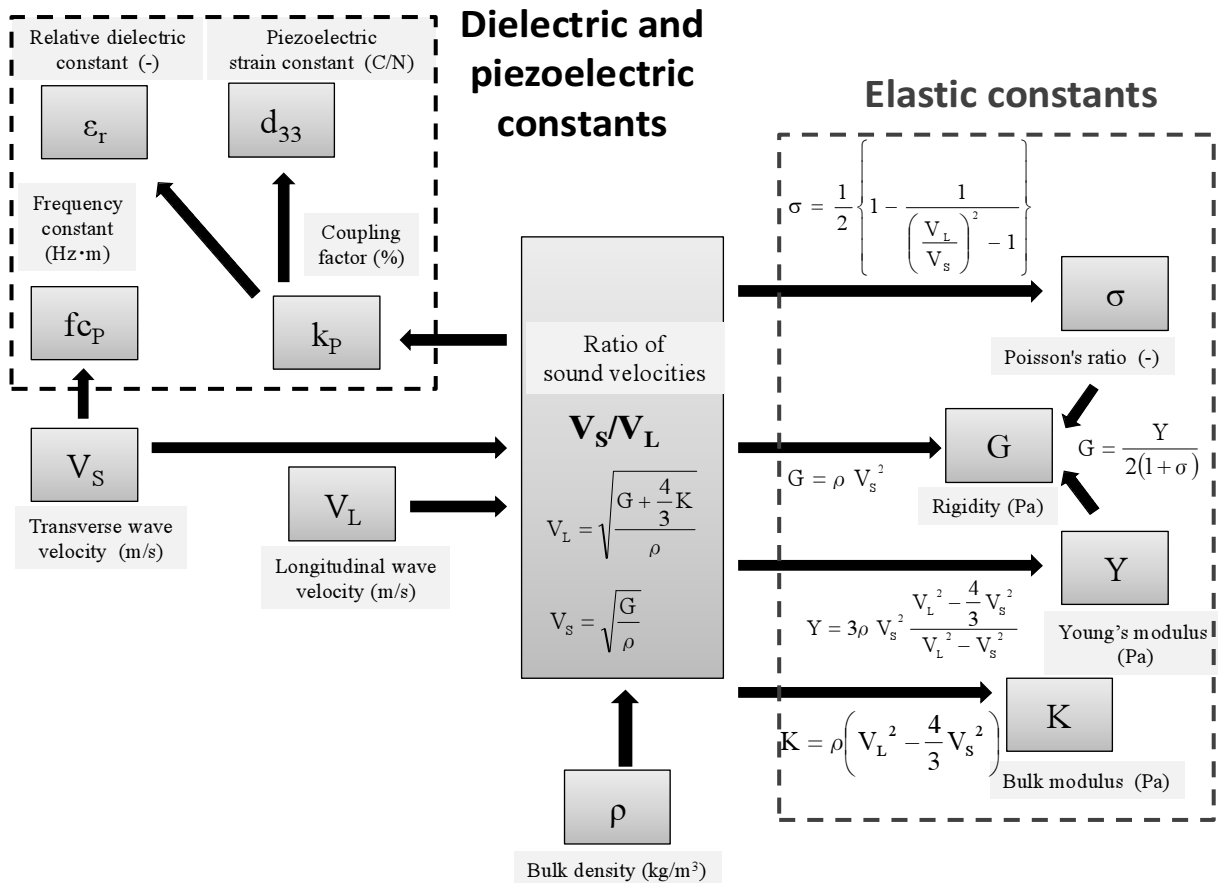 Dielectric and
piezoelectric
constants
Relative dielectric
constant (-)
εr
Piezoelectric
strain constant (C/N)
d33
Frequency
constant
(Hz·m)
fcP
Coupling
factor (%)
kP
VS
Transverse wave
velocity (m/s)
VL
Longitudinal wave
velocity (m/s)
Ratio of
sound velocities
VS/VL
VL = √((G + 4/3 K)/ρ)
VS = √(G/ρ)
ρ
Bulk density (kg/m³)
Elastic constants
σ = 1/2 {1 − 1/((VL/VS)² − 1)}
σ
Poisson's ratio (-)
G = ρ VS²
G
Rigidity (Pa)
G = Y/(2(1+σ))
Y = 3ρ VS² (VL² − 4/3 VS²)/(VL² − VS²)
Y
Young’s modulus
(Pa)
K = ρ(VL² − 4/3 VS²)
K
Bulk modulus (Pa)